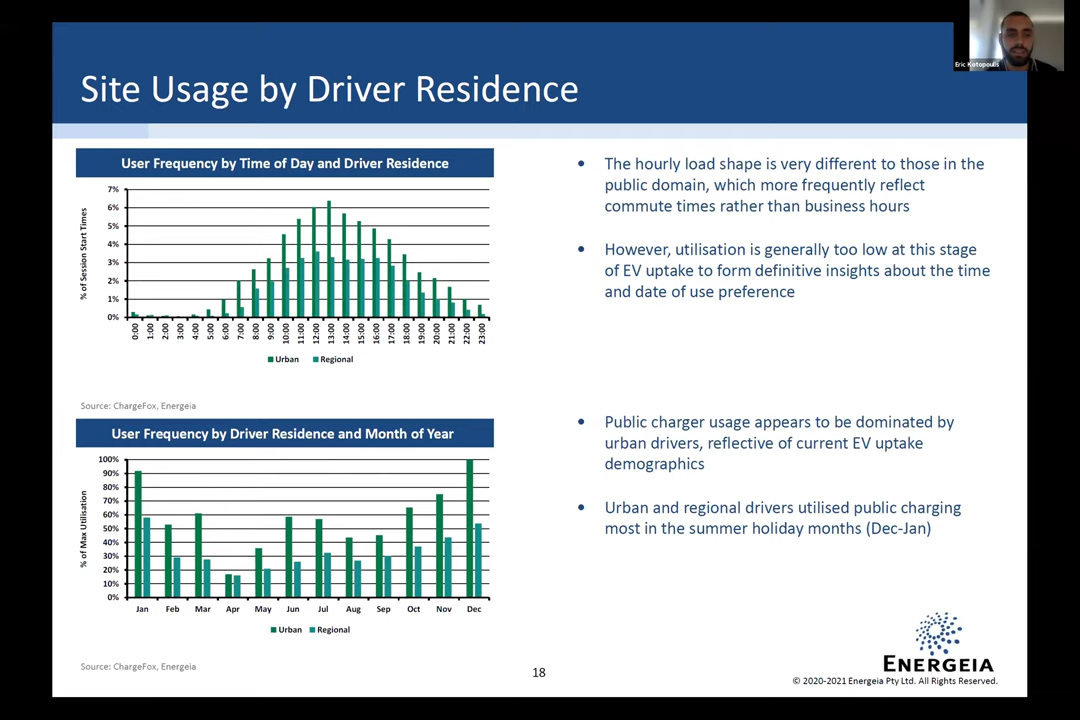 Eric Kotopoulis
Site Usage by Driver Residence
User Frequency by Time of Day and Driver Residence
% of Session Start Times
7%
6%
5%
4%
3%
2%
1%
0%
0:00 1:00 2:00 3:00 4:00 5:00 6:00 7:00 8:00 9:00 10:00 11:00 12:00 13:00 14:00 15:00 16:00 17:00 18:00 19:00 20:00 21:00 22:00 23:00
Urban Regional
Source: ChargeFox, Energeia
• The hourly load shape is very different to those in the
public domain, which more frequently reflect
commute times rather than business hours
• However, utilisation is generally too low at this stage
of EV uptake to form definitive insights about the time
and date of use preference
User Frequency by Driver Residence and Month of Year
% of Max Utilisation
100%
90%
80%
70%
60%
50%
40%
30%
20%
10%
0%
Jan Feb Mar Apr May Jun Jul Aug Sep Oct Nov Dec
Urban Regional
Source: ChargeFox, Energeia
• Public charger usage appears to be dominated by
urban drivers, reflective of current EV uptake
demographics
• Urban and regional drivers utilised public charging
most in the summer holiday months (Dec-Jan)
18
ENERGEIA
© 2020-2021 Energeia Pty Ltd. All Rights Reserved.